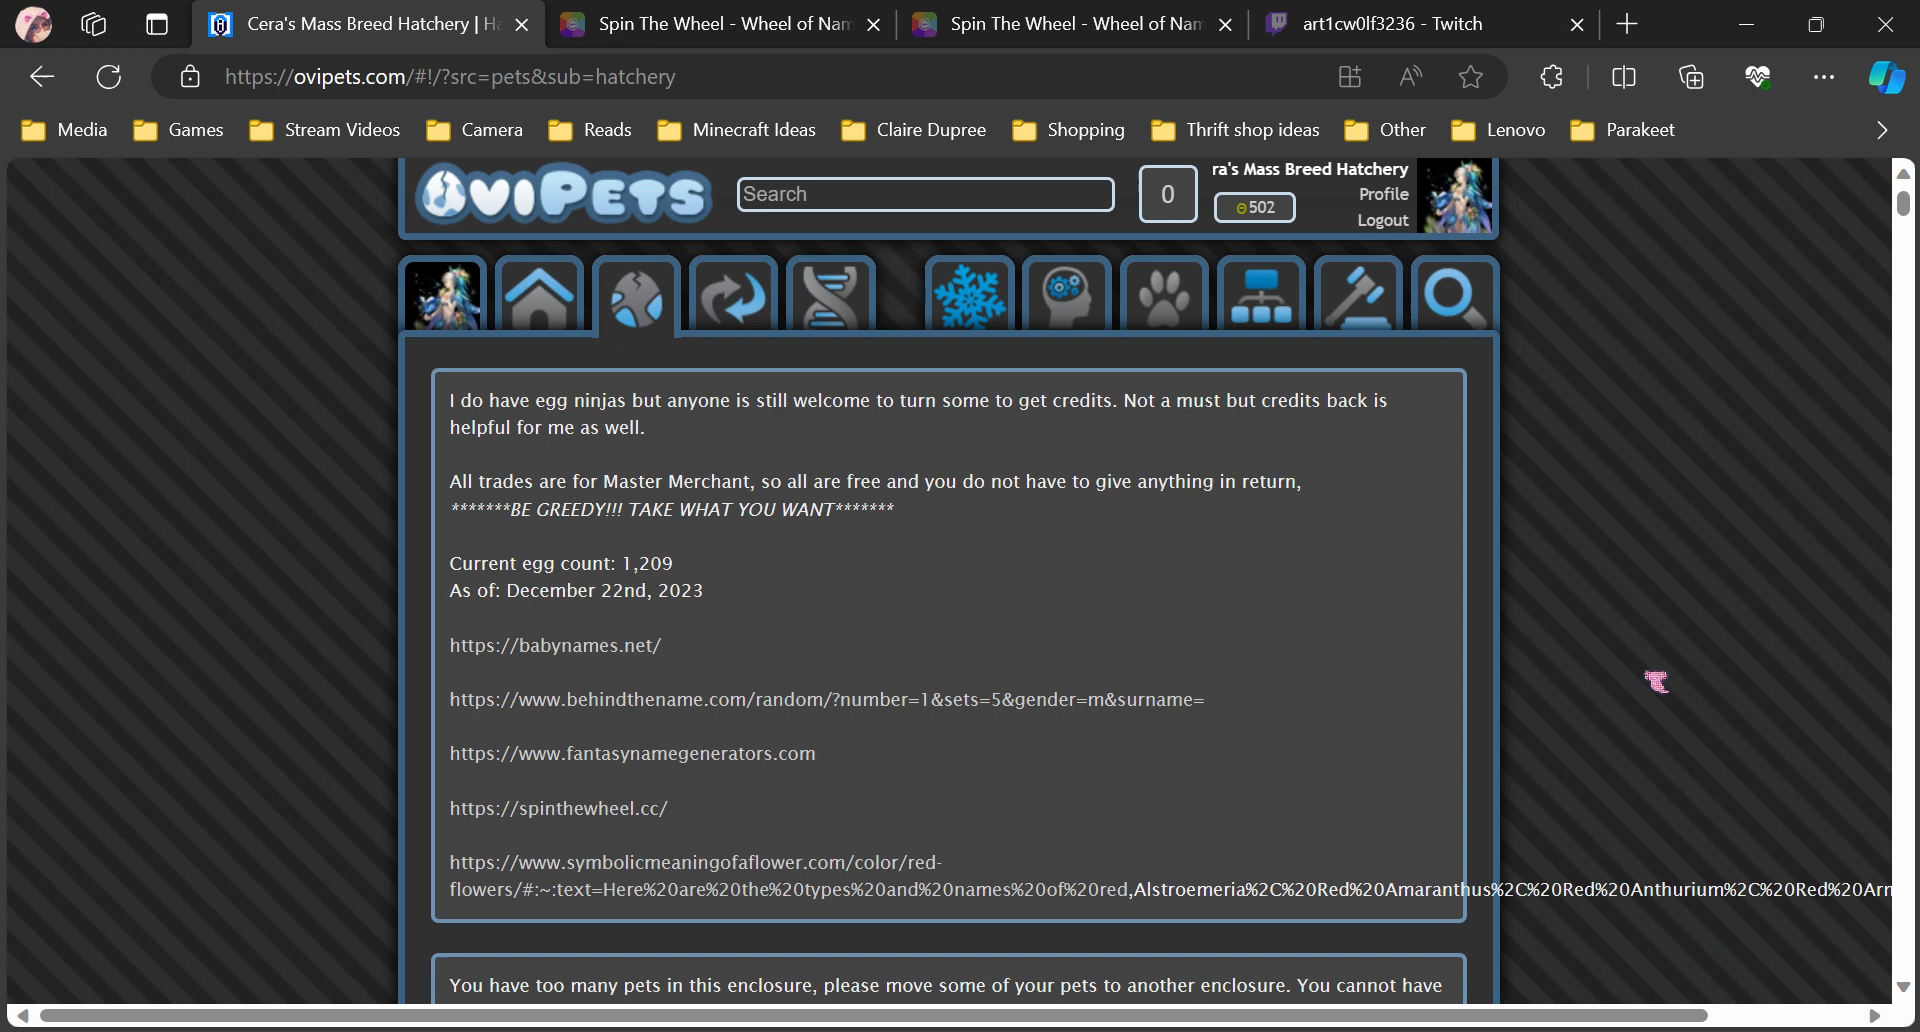 Cera's Mass Breed Hatchery | Ha
Spin The Wheel - Wheel of Nam
Spin The Wheel - Wheel of Nam
art1cw0lf3236 - Twitch
https://ovipets.com/#!/?src=pets&sub=hatchery
Media
Games
Stream Videos
Camera
Reads
Minecraft Ideas
Claire Dupree
Shopping
Thrift shop ideas
Other
Lenovo
Parakeet
OviPets
Search
0
ra's Mass Breed Hatchery
502
Profile
Logout
I do have egg ninjas but anyone is still welcome to turn some to get credits. Not a must but credits back is
helpful for me as well.
All trades are for Master Merchant, so all are free and you do not have to give anything in return,
*******BE GREEDY!!! TAKE WHAT YOU WANT*******
Current egg count: 1,209
As of: December 22nd, 2023
https://babynames.net/
https://www.behindthename.com/random/?number=1&sets=5&gender=m&surname=
https://www.fantasynamegenerators.com
https://spinthewheel.cc/
https://www.symbolicmeaningofaflower.com/color/red-
flowers/#:~:text=Here%20are%20the%20types%20and%20names%20of%20red,Alstroemeria%2C%20Red%20Amaranthus%2C%20Red%20Anthurium%2C%20Red%20Arn
You have too many pets in this enclosure, please move some of your pets to another enclosure. You cannot have